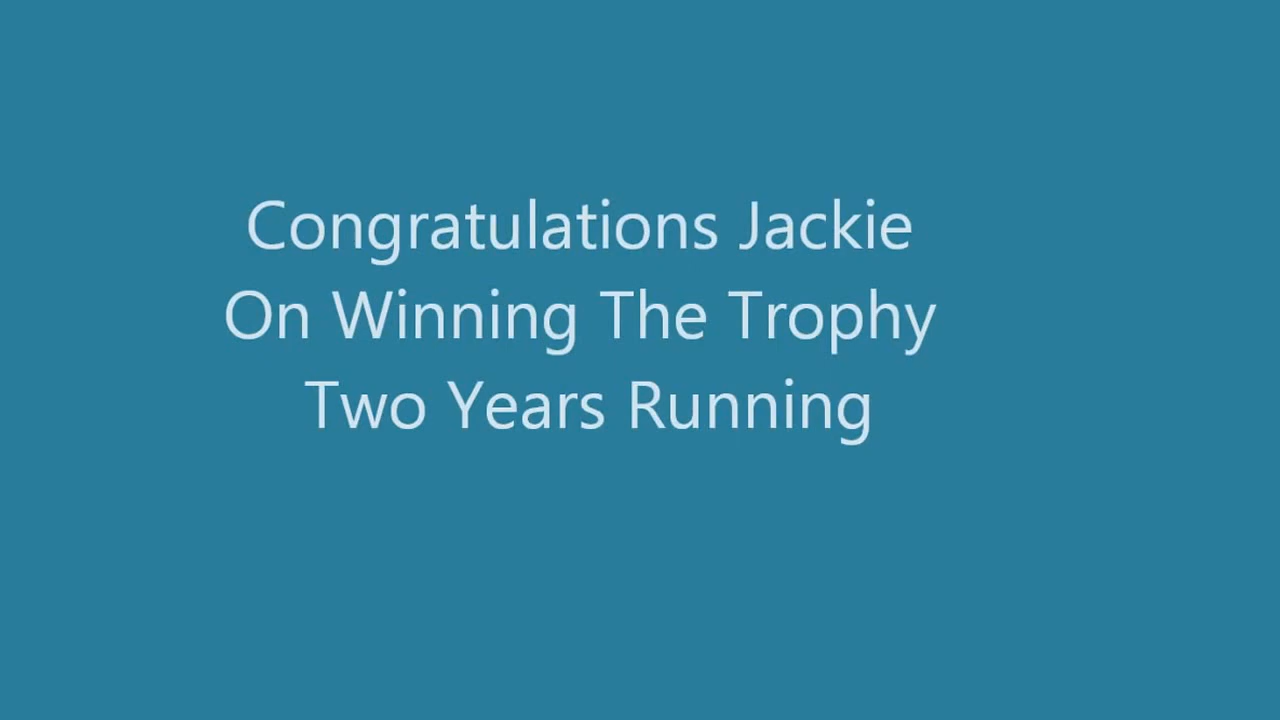 Congratulations Jackie
On Winning The Trophy
Two Years Running